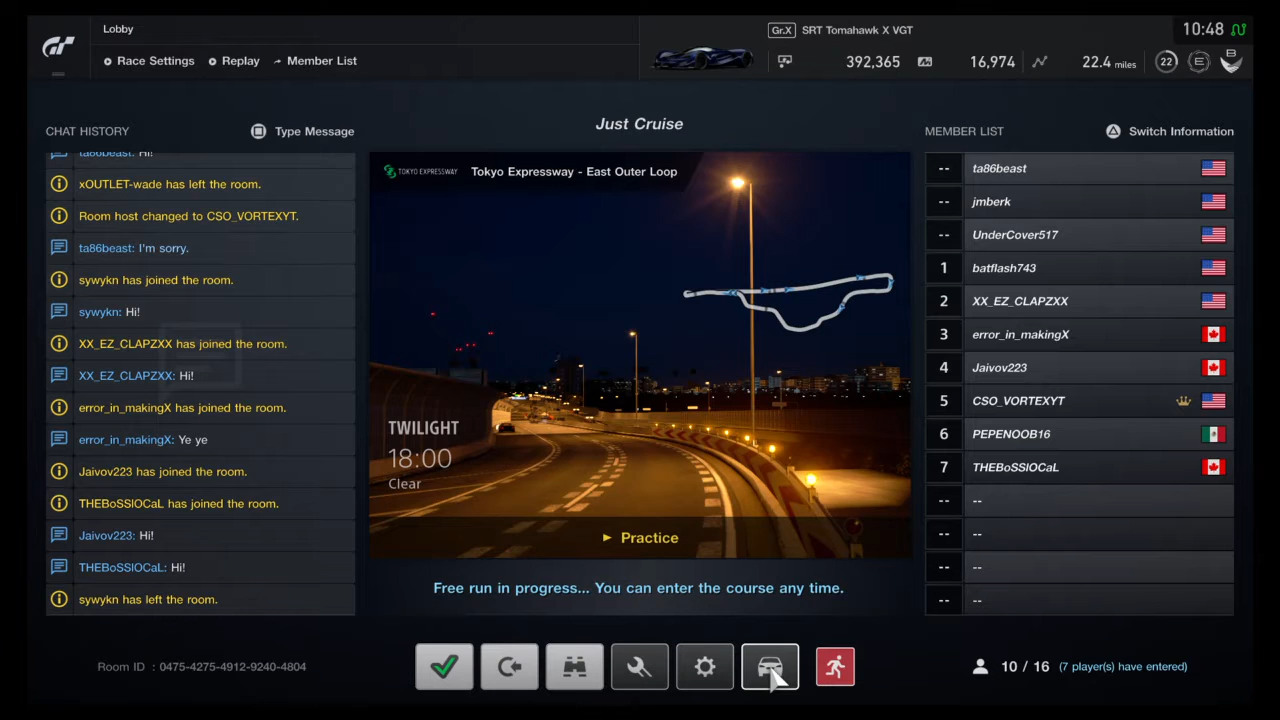 Lobby
Race Settings
Replay
Member List
Gr.X
SRT Tomahawk X VGT
392,365
16,974
22.4 miles
22
E
B
10:48
CHAT HISTORY
Type Message
ta86beast: Hi!
xOUTLET-wade has left the room.
Room host changed to CSO_VORTEXYT.
ta86beast: I'm sorry.
sywykn has joined the room.
sywykn: Hi!
XX_EZ_CLAPZXX has joined the room.
XX_EZ_CLAPZXX: Hi!
error_in_makingX has joined the room.
error_in_makingX: Ye ye
Jaivov223 has joined the room.
THEBoSSIOCaL has joined the room.
Jaivov223: Hi!
THEBoSSIOCaL: Hi!
sywykn has left the room.
Just Cruise
TOKYO EXPRESSWAY
Tokyo Expressway - East Outer Loop
TWILIGHT
18:00
Clear
Practice
Free run in progress... You can enter the course any time.
MEMBER LIST
Switch Information
-- ta86beast
-- jmberk
-- UnderCover517
1 batflash743
2 XX_EZ_CLAPZXX
3 error_in_makingX
4 Jaivov223
5 CSO_VORTEXYT
6 PEPENOOB16
7 THEBoSSIOCaL
-- --
-- --
-- --
-- --
Room ID : 0475-4275-4912-9240-4804
10 / 16 (7 player(s) have entered)